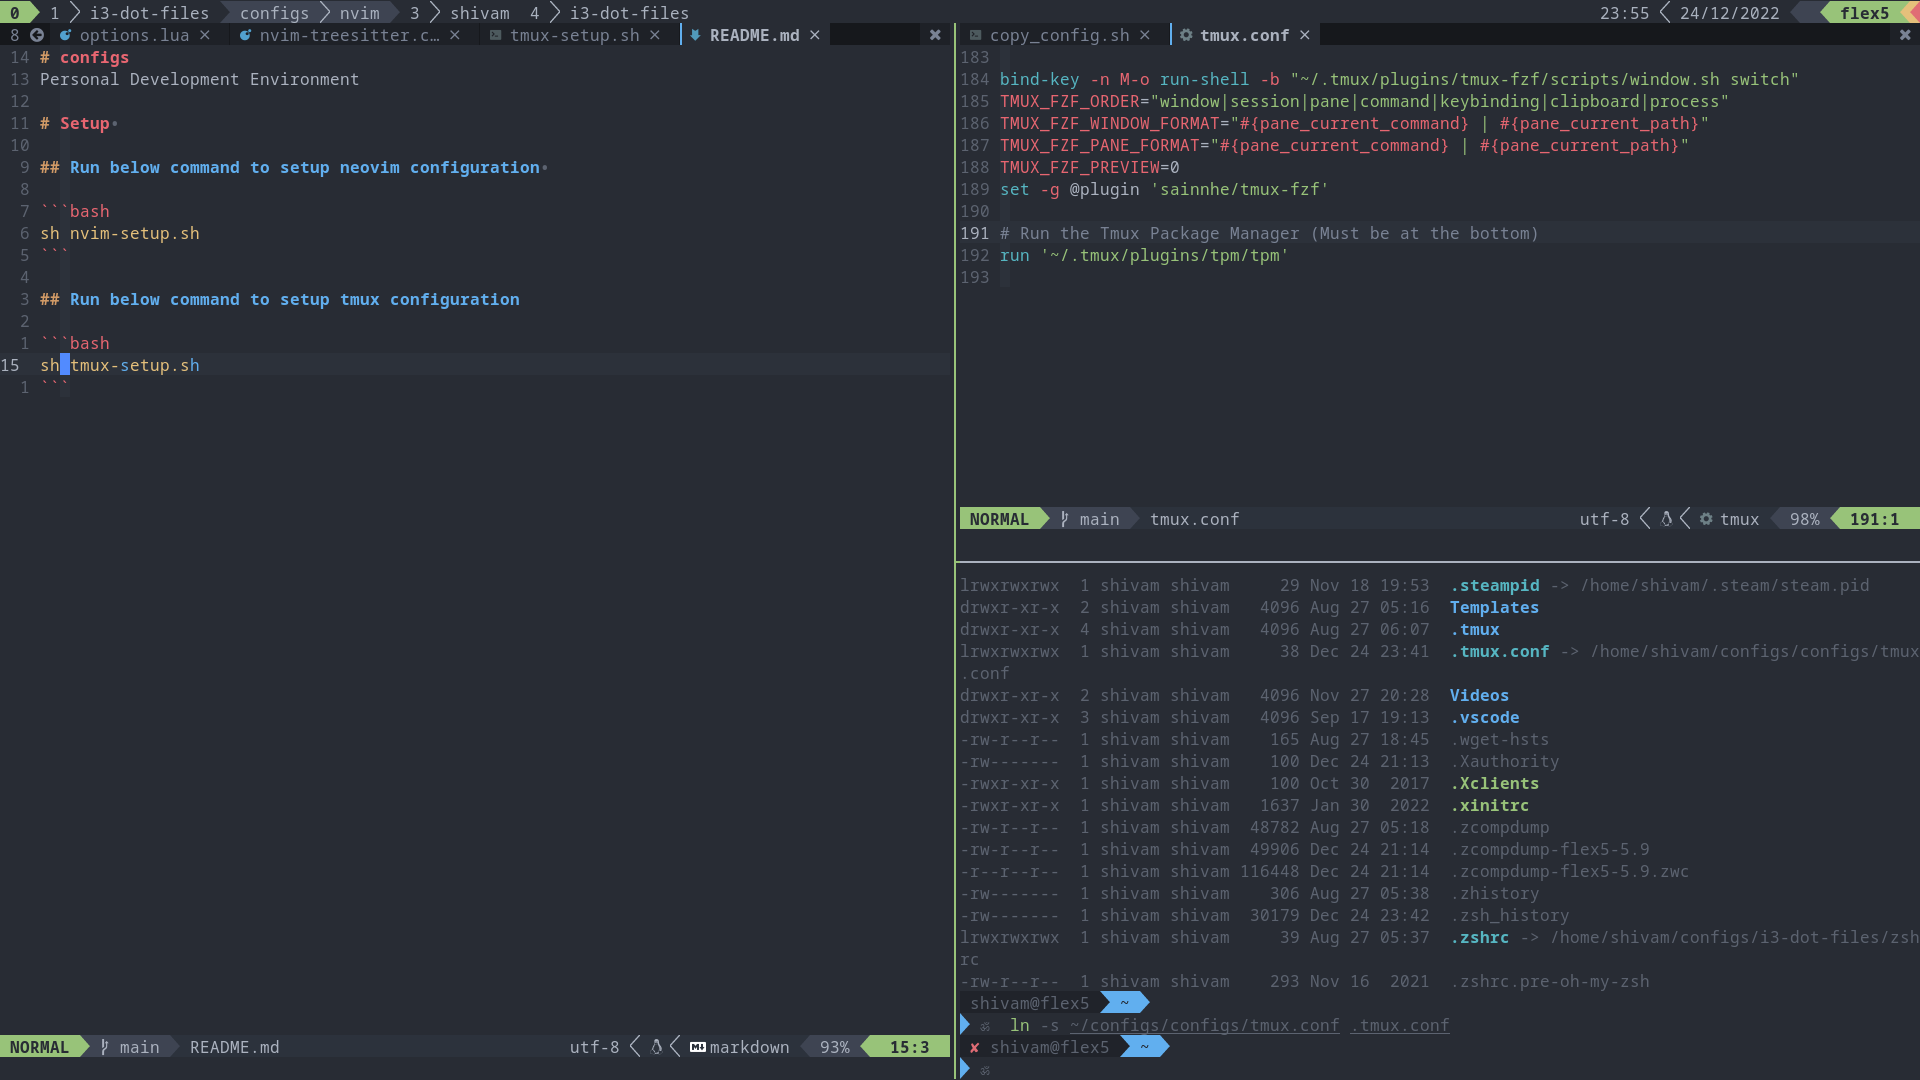 0 1 i3-dot-files configs nvim 3 shivam 4 i3-dot-files 23:55 24/12/2022 flex5
8 options.lua × nvim-treesitter.c… × tmux-setup.sh × README.md ×
14 # configs
13 Personal Development Environment
12
11 # Setup•
10
9 ## Run below command to setup neovim configuration•
8
7 ```bash
6 sh nvim-setup.sh
5 ```
4
3 ## Run below command to setup tmux configuration
2
1 ```bash
15 sh tmux-setup.sh
1 ```
NORMAL main README.md utf-8 markdown 93% 15:3
copy_config.sh × tmux.conf ×
183
184 bind-key -n M-o run-shell -b "~/.tmux/plugins/tmux-fzf/scripts/window.sh switch"
185 TMUX_FZF_ORDER="window|session|pane|command|keybinding|clipboard|process"
186 TMUX_FZF_WINDOW_FORMAT="#{pane_current_command} | #{pane_current_path}"
187 TMUX_FZF_PANE_FORMAT="#{pane_current_command} | #{pane_current_path}"
188 TMUX_FZF_PREVIEW=0
189 set -g @plugin 'sainnhe/tmux-fzf'
190
191 # Run the Tmux Package Manager (Must be at the bottom)
192 run '~/.tmux/plugins/tpm/tpm'
193
NORMAL main tmux.conf utf-8 tmux 98% 191:1
lrwxrwxrwx 1 shivam shivam 29 Nov 18 19:53 .steampid -> /home/shivam/.steam/steam.pid
drwxr-xr-x 2 shivam shivam 4096 Aug 27 05:16 Templates
drwxr-xr-x 4 shivam shivam 4096 Aug 27 06:07 .tmux
lrwxrwxrwx 1 shivam shivam 38 Dec 24 23:41 .tmux.conf -> /home/shivam/configs/configs/tmux
.conf
drwxr-xr-x 2 shivam shivam 4096 Nov 27 20:28 Videos
drwxr-xr-x 3 shivam shivam 4096 Sep 17 19:13 .vscode
-rw-r--r-- 1 shivam shivam 165 Aug 27 18:45 .wget-hsts
-rw------- 1 shivam shivam 100 Dec 24 21:13 .Xauthority
-rwxr-xr-x 1 shivam shivam 100 Oct 30 2017 .Xclients
-rwxr-xr-x 1 shivam shivam 1637 Jan 30 2022 .xinitrc
-rw-r--r-- 1 shivam shivam 48782 Aug 27 05:18 .zcompdump
-rw-r--r-- 1 shivam shivam 49906 Dec 24 21:14 .zcompdump-flex5-5.9
-r--r--r-- 1 shivam shivam 116448 Dec 24 21:14 .zcompdump-flex5-5.9.zwc
-rw------- 1 shivam shivam 306 Aug 27 05:38 .zhistory
-rw------- 1 shivam shivam 30179 Dec 24 23:42 .zsh_history
lrwxrwxrwx 1 shivam shivam 39 Aug 27 05:37 .zshrc -> /home/shivam/configs/i3-dot-files/zsh
rc
-rw-r--r-- 1 shivam shivam 293 Nov 16 2021 .zshrc.pre-oh-my-zsh
shivam@flex5 ~
ln -s ~/configs/configs/tmux.conf .tmux.conf
✘ shivam@flex5 ~